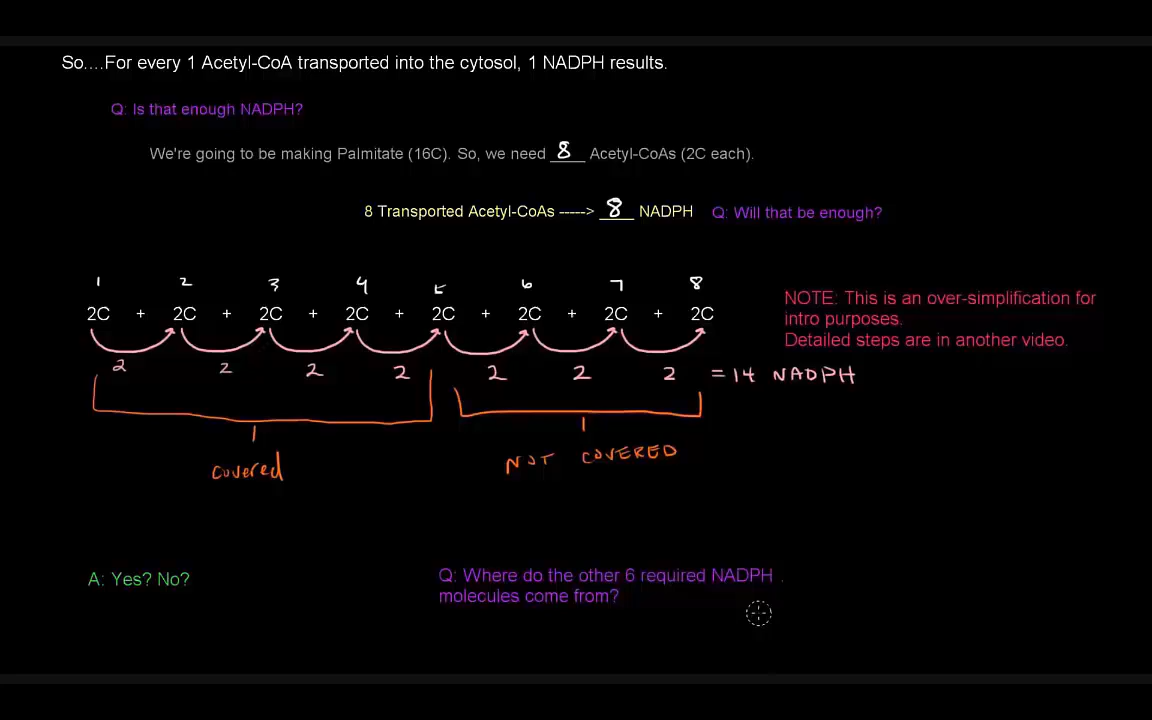 So....For every 1 Acetyl-CoA transported into the cytosol, 1 NADPH results.
Q: Is that enough NADPH?
We're going to be making Palmitate (16C). So, we need 8 Acetyl-CoAs (2C each).
8 Transported Acetyl-CoAs -----> 8 NADPH Q: Will that be enough?
1 2 3 4 5 6 7 8
2C + 2C + 2C + 2C + 2C + 2C + 2C + 2C
NOTE: This is an over-simplification for
intro purposes.
Detailed steps are in another video.
2 2 2 2 2 2 2 = 14 NADPH
covered
NOT COVERED
A: Yes? No?
Q: Where do the other 6 required NADPH
molecules come from?